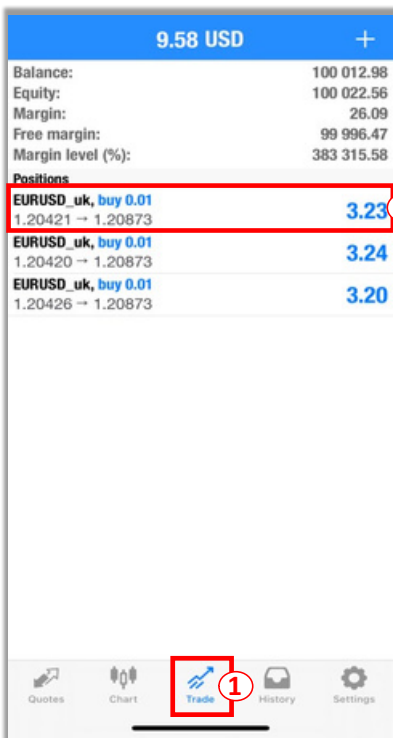 9.58 USD +
Balance: 100 012.98
Equity: 100 022.56
Margin: 26.09
Free margin: 99 996.47
Margin level (%): 383 315.58
Positions
EURUSD_uk, buy 0.01
1.20421 → 1.20873 3.23
EURUSD_uk, buy 0.01
1.20420 → 1.20873 3.24
EURUSD_uk, buy 0.01
1.20426 → 1.20873 3.20
1
Quotes Chart Trade History Settings